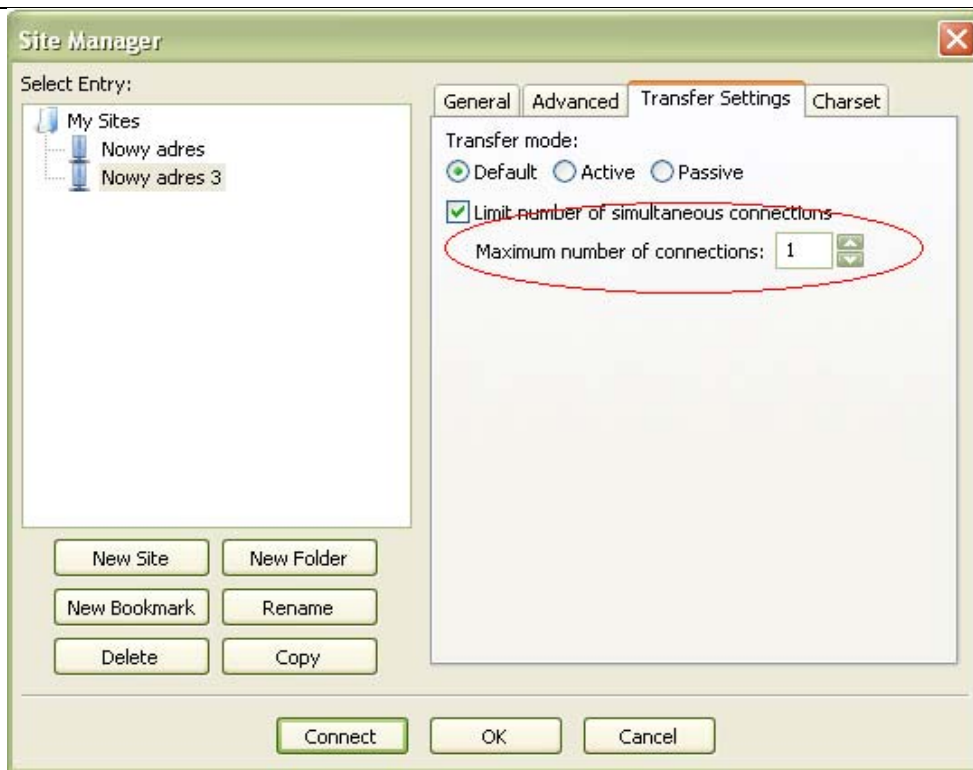 Site Manager
Select Entry:
My Sites
Nowy adres
Nowy adres 3
New Site New Folder
New Bookmark Rename
Delete Copy
General Advanced Transfer Settings Charset
Transfer mode:
Default Active Passive
Limit number of simultaneous connections
Maximum number of connections: 1
Connect OK Cancel